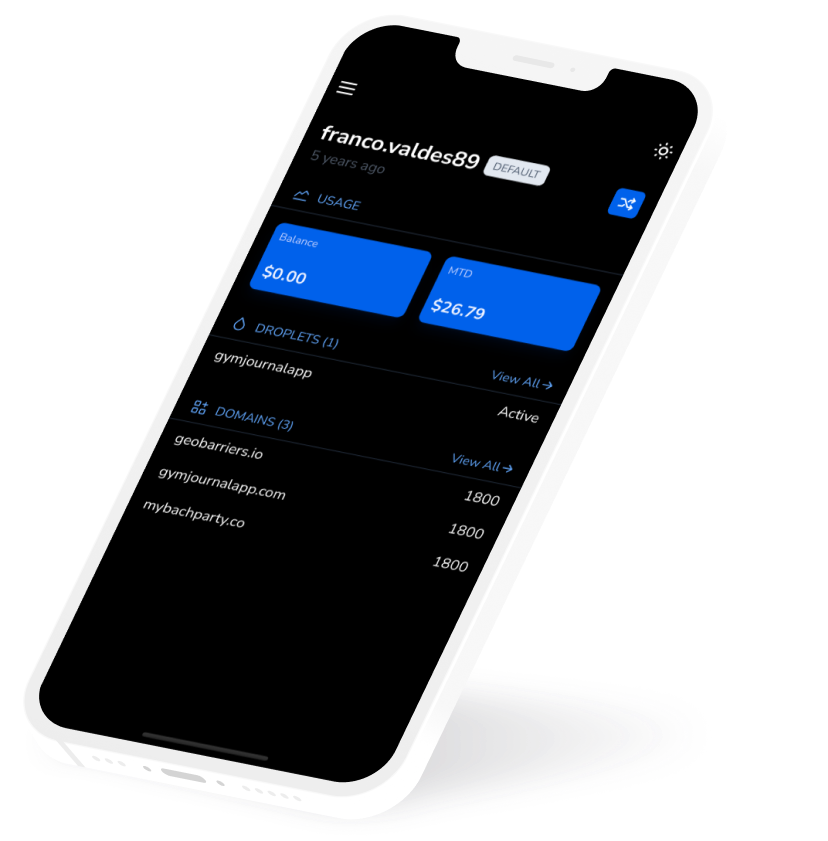 franco.valdes89 DEFAULT
5 years ago
USAGE
Balance
$0.00
MTD
$26.79
DROPLETS (1)
View All →
gymjournalapp
Active
DOMAINS (3)
View All →
geobarriers.io
1800
gymjournalapp.com
1800
mybachparty.co
1800